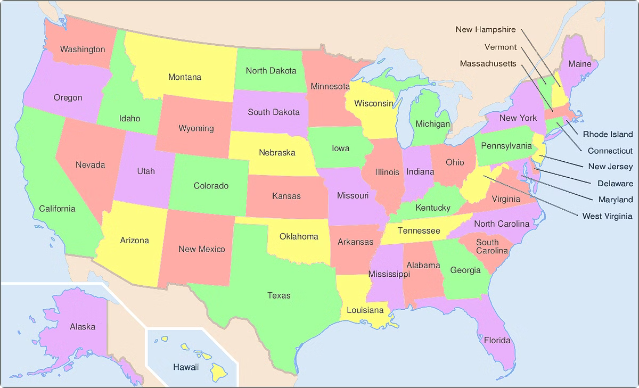 New Hampshire
Vermont
Massachusetts
Washington
Montana
North Dakota
Minnosota
Maine
Oregon
Idaho
South Dakota
Wisconsin
Michigan
New York
Wyoming
Rhode Island
Nebraska
Iowa
Pennsylvania
Connecticut
Nevada
Utah
Colorado
Illinois
Indiana
Ohio
New Jersey
Kansas
Missouri
Delaware
California
Kentucky
Virginia
Maryland
West Virginia
Arizona
New Mexico
Oklahoma
Arkansas
Tennessee
North Carolina
South
Carolina
Mississippi
Alabama
Georgia
Texas
Louisiana
Alaska
Florida
Hawaii